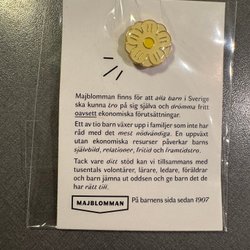 Majblomman finns för att alla barn i Sverige
ska kunna tro på sig själva och drömma fritt
oavsett ekonomiska förutsättningar.
Ett av tio barn växer upp i familjer som inte har
råd med det mest nödvändiga. En uppväxt
utan ekonomiska resurser påverkar barns
självbild, relationer, fritid och framtidstro.
Tack vare ditt stöd kan vi tillsammans med
tusentals volontärer, lärare, ledare, föräldrar
och barn jämna ut oddsen och ge barn det de
har rätt till.
MAJBLOMMAN
På barnens sida sedan 1907